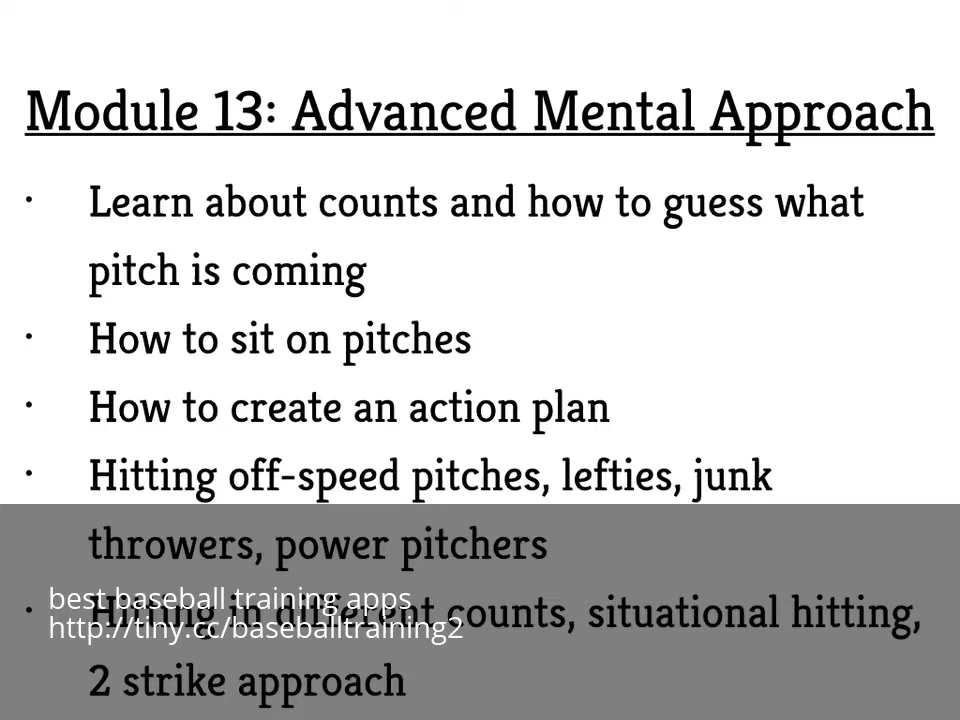 Module 13: Advanced Mental Approach
· Learn about counts and how to guess what
pitch is coming
· How to sit on pitches
· How to create an action plan
· Hitting off-speed pitches, lefties, junk
throwers, power pitchers
· Hitting in different counts, situational hitting,
2 strike approach
best baseball training apps
http://tiny.cc/baseballtraining2